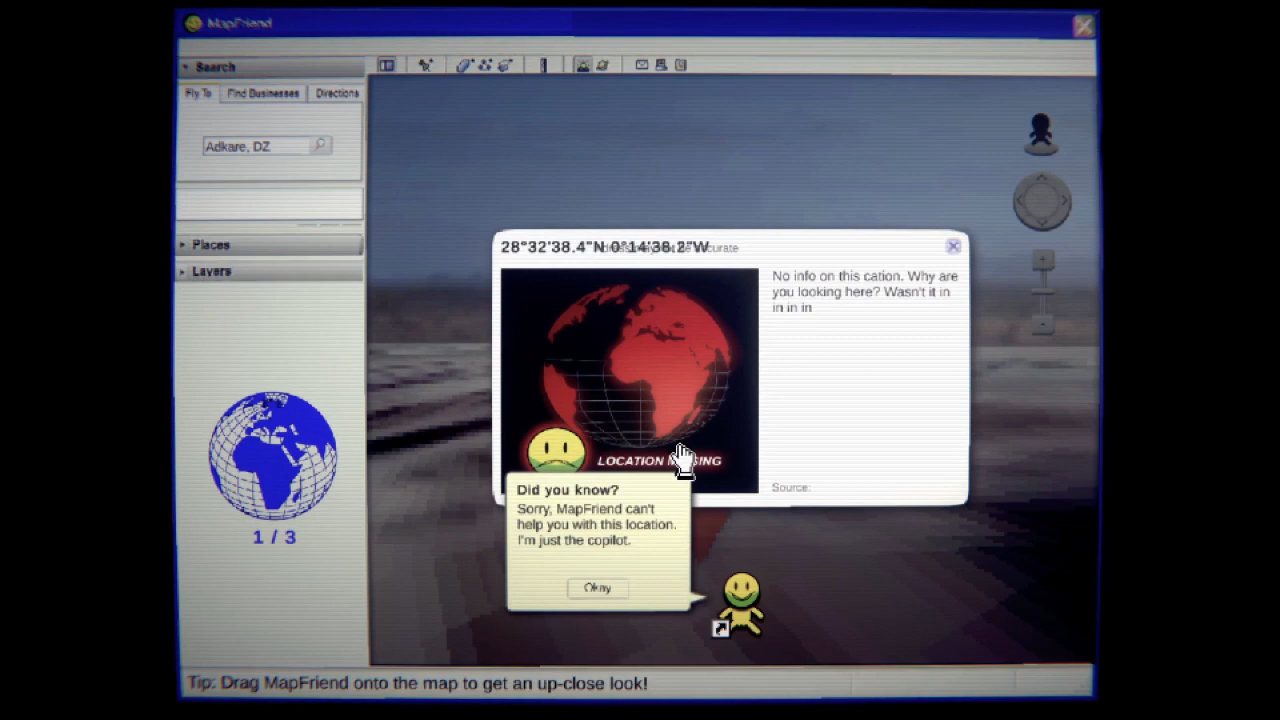 MapFriend
Search
Fly To
Find Businesses
Directions
Adkare, DZ
Places
Layers
1 / 3
28°32'38.4"N 0°14'38.2"W
No info on this cation. Why are
you looking here? Wasn't it in
in in in
Source:
LOCATION
Did you know?
Sorry, MapFriend can't
help you with this location.
I'm just the copilot.
Okay
Tip: Drag MapFriend onto the map to get an up-close look!